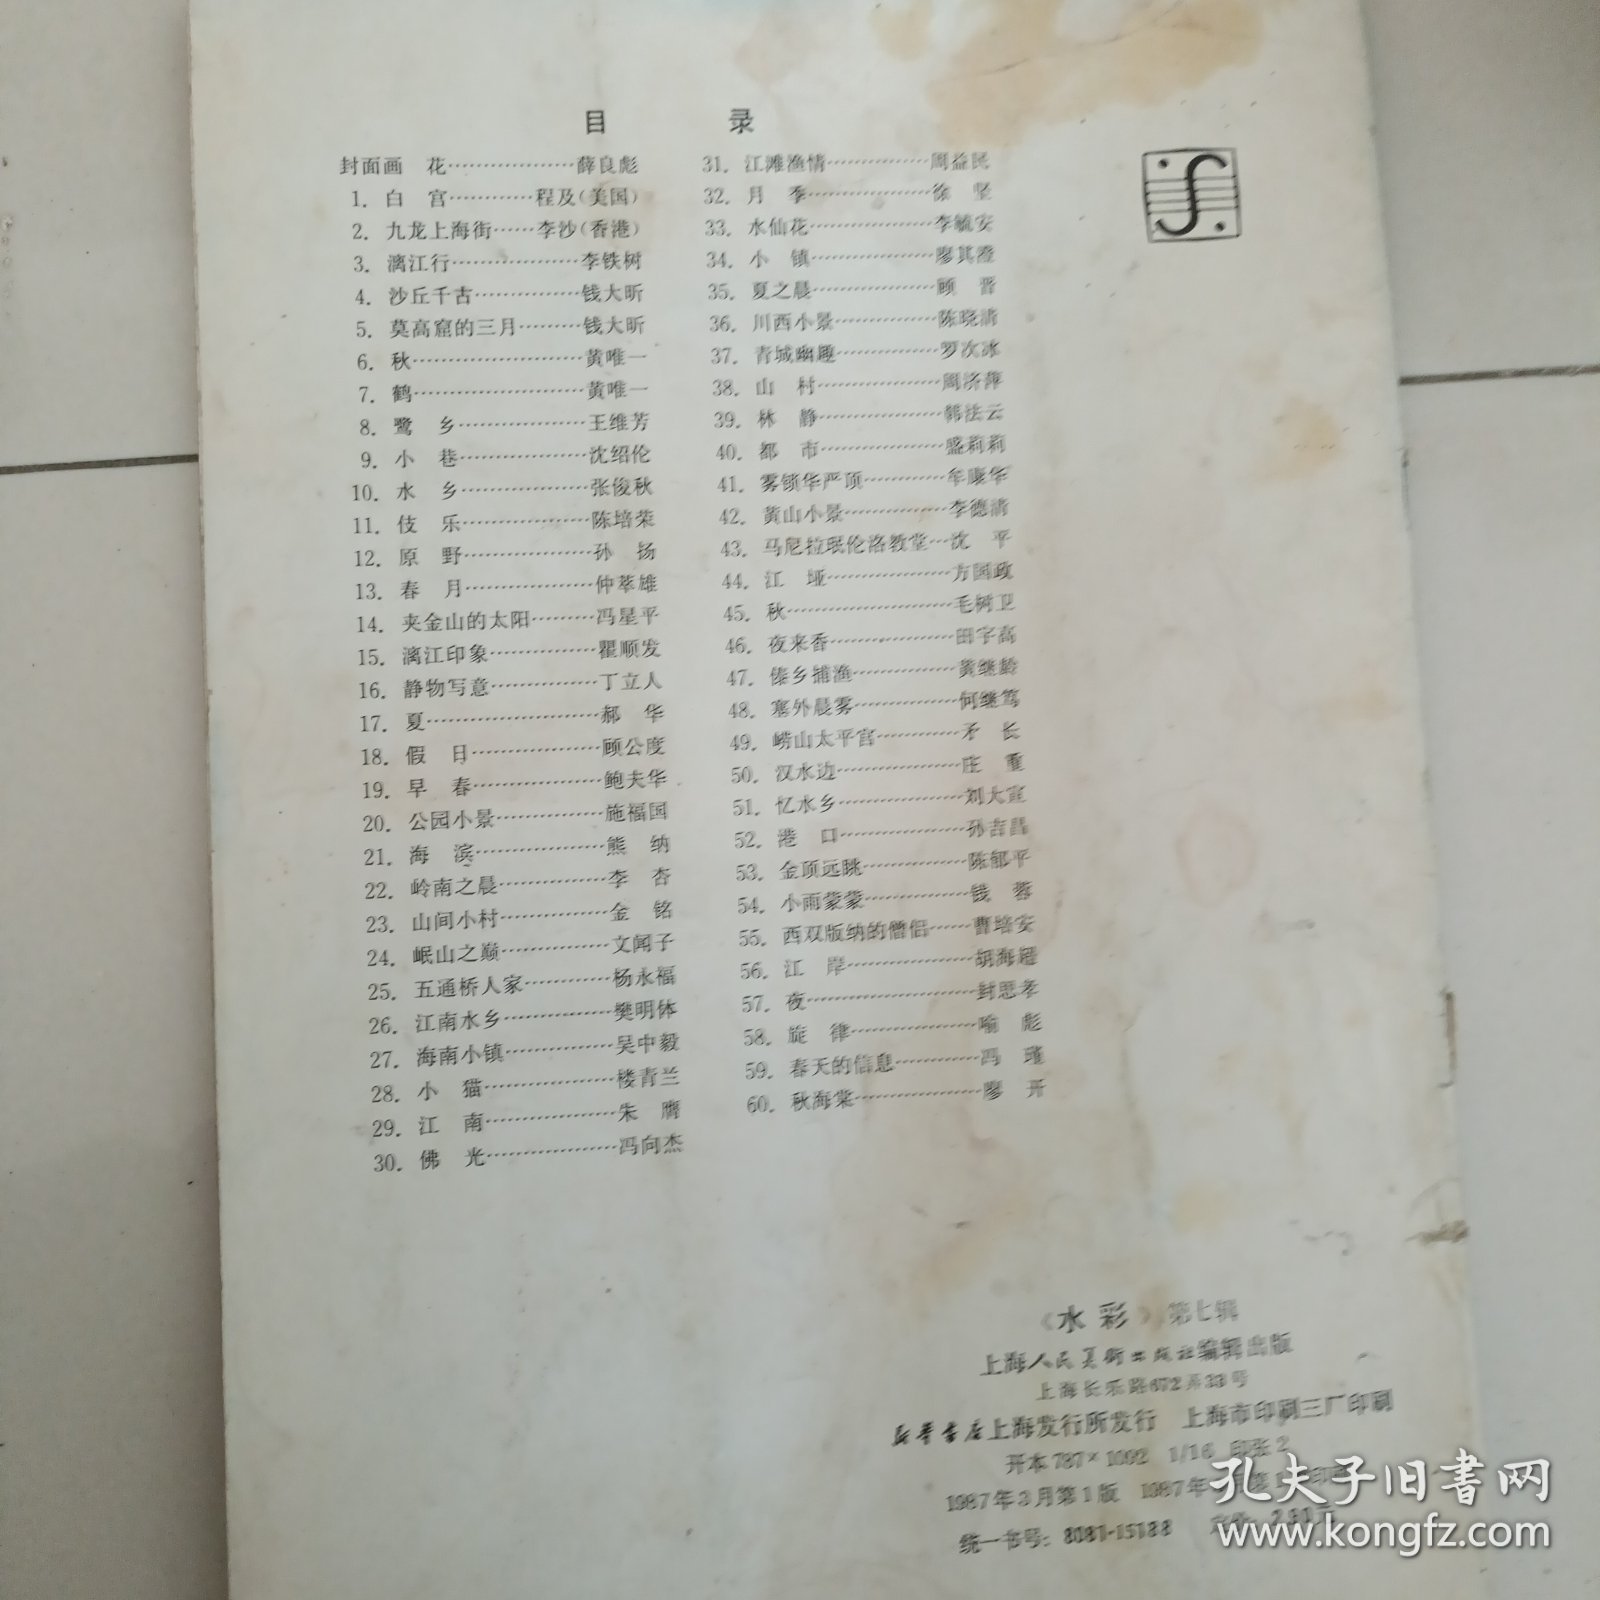 目 录
封面画 花………………薛良彪
1. 白 宫…………程及(美国)
2. 九龙上海街……李沙(香港)
3. 漓江行………………李铁树
4. 沙丘千古……………钱大昕
5. 莫高窟的三月………钱大昕
6. 秋……………………黄唯一
7. 鹤……………………黄唯一
8. 鹭 乡………………王维芳
9. 小 巷………………沈绍伦
10. 水 乡………………张俊秋
11. 伎 乐………………陈培荣
12. 原 野………………孙 扬
13. 春 月………………仲萃雄
14. 夹金山的太阳………冯星平
15. 漓江印象……………瞿顺发
16. 静物写意……………丁立人
17. 夏……………………郝 华
18. 假 日………………顾公度
19. 早 春………………鲍夫华
20. 公园小景……………施福国
21. 海 滨………………熊 纳
22. 岭南之晨……………李 杏
23. 山间小村……………金 铭
24. 岷山之巅……………文闻子
25. 五通桥人家…………杨永福
26. 江南水乡……………樊明体
27. 海南小镇……………吴中毅
28. 小 猫………………楼青兰
29. 江 南………………朱 膺
30. 佛 光………………冯向杰
31. 江滩渔情……………周益民
32. 月 季………………徐 坚
33. 水仙花………………李毓安
34. 小 镇………………廖其澄
35. 夏之晨………………顾 晋
36. 川西小景……………陈晓清
37. 青城幽趣……………罗次冰
38. 山 村………………周济萍
39. 林 静………………韩法云
40. 都 市………………盛莉莉
41. 雾锁华严顶…………牟康华
42. 黄山小景……………李德清
43. 马尼拉珉伦洛教堂…沈 平
44. 江 垭………………方国政
45. 秋……………………毛树卫
46. 夜来香………………田宇高
47. 傣乡捕渔……………黄继龄
48. 塞外晨雾……………何继笃
49. 崂山太平宫…………矛 长
50. 汉水边………………庄 重
51. 忆水乡………………刘大宣
52. 港 口………………孙吉昌
53. 金顶远眺……………陈郁平
54. 小雨蒙蒙……………钱 蓉
55. 西双版纳的僧侣……曹培安
56. 江 岸………………胡海
57. 夜……………………封思孝
58. 旋 律………………喻 彪
59. 春天的信息…………冯 瑾
60. 秋海棠………………廖 开
《水彩》第七辑
上海人民美术出版社编辑出版
上海长乐路672弄33号
新华书店上海发行所发行 上海市印刷三厂印刷
开本 787×1092 1/16 印张 2
1987年3月第1版 1987年 月第 印
统一书号: 8081-15188 定价:
孔夫子旧书网
www.kongfz.com